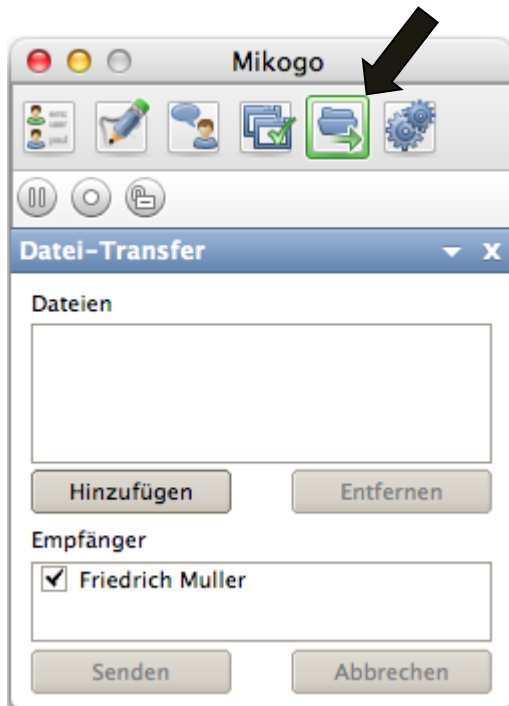 Mikogo
Datei-Transfer
Dateien
Hinzufügen
Entfernen
Empfänger
Friedrich Muller
Senden
Abbrechen